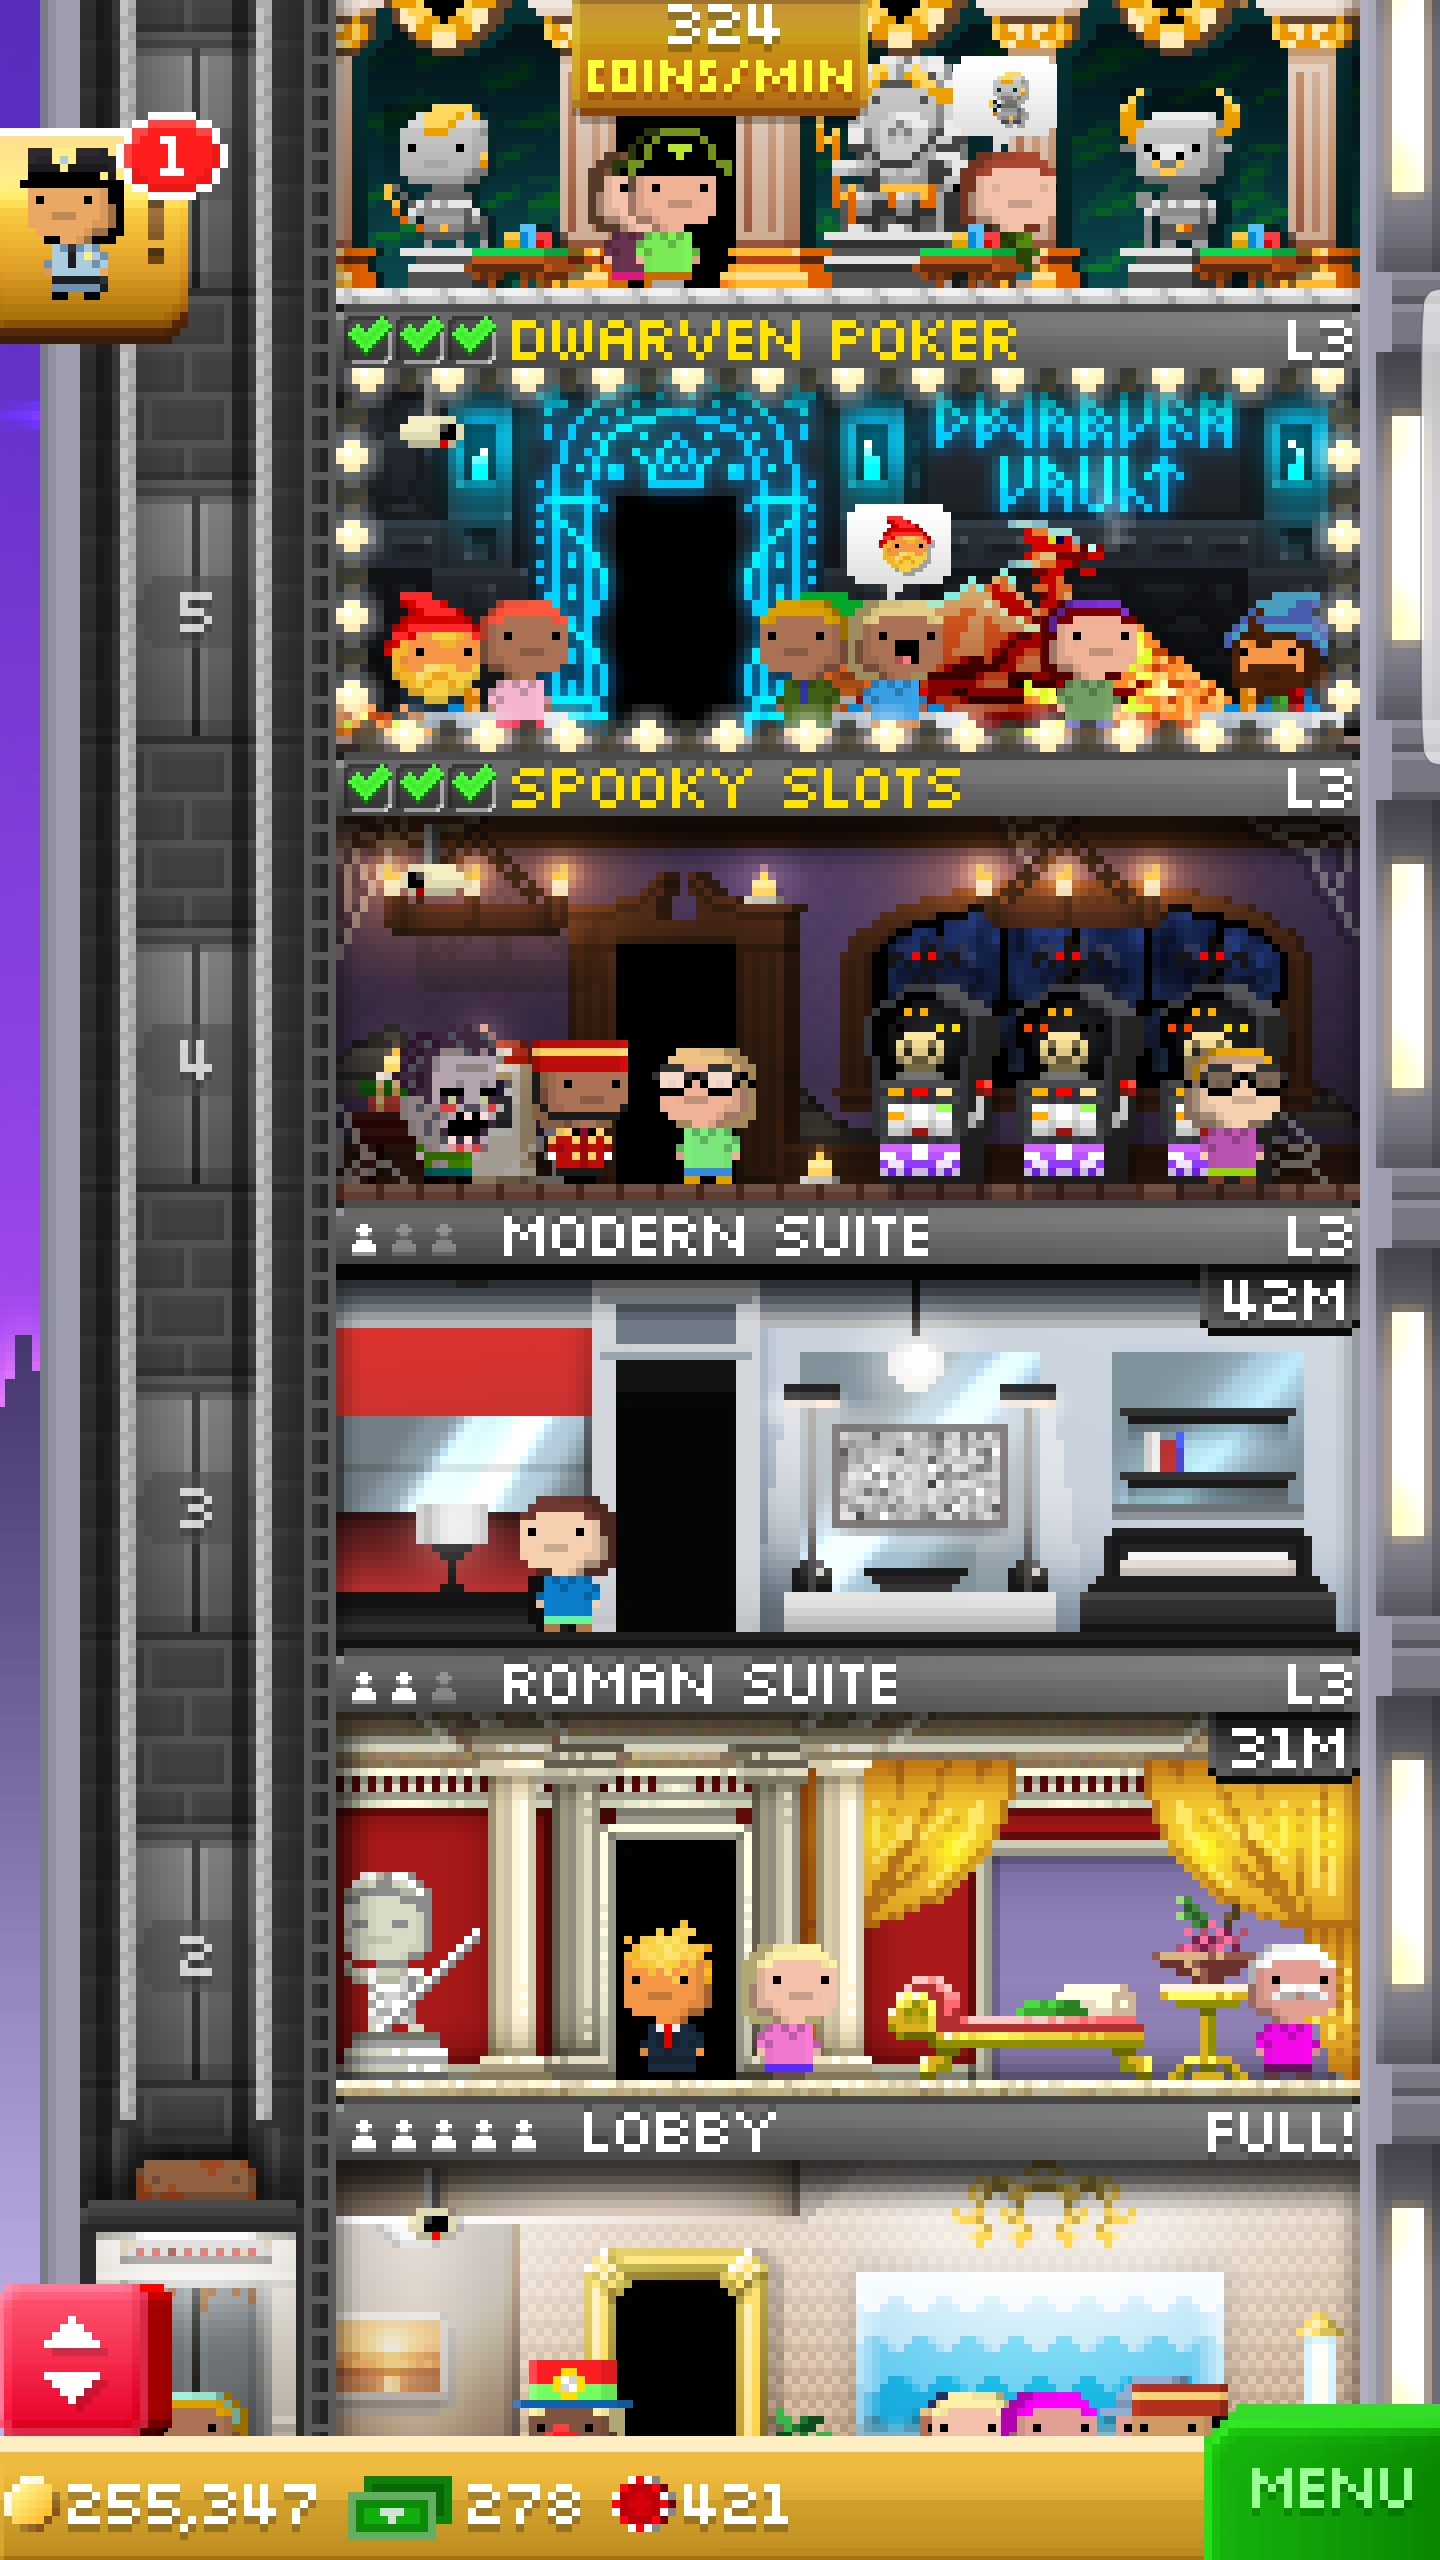 324
COINS/MIN
1
!
DWARVEN POKER L3
DWARVEN
VAULT
5
SPOOKY SLOTS L3
4
MODERN SUITE L3
42M
3
ROMAN SUITE L3
31M
2
LOBBY FULL!
255,347 278 421
MENU